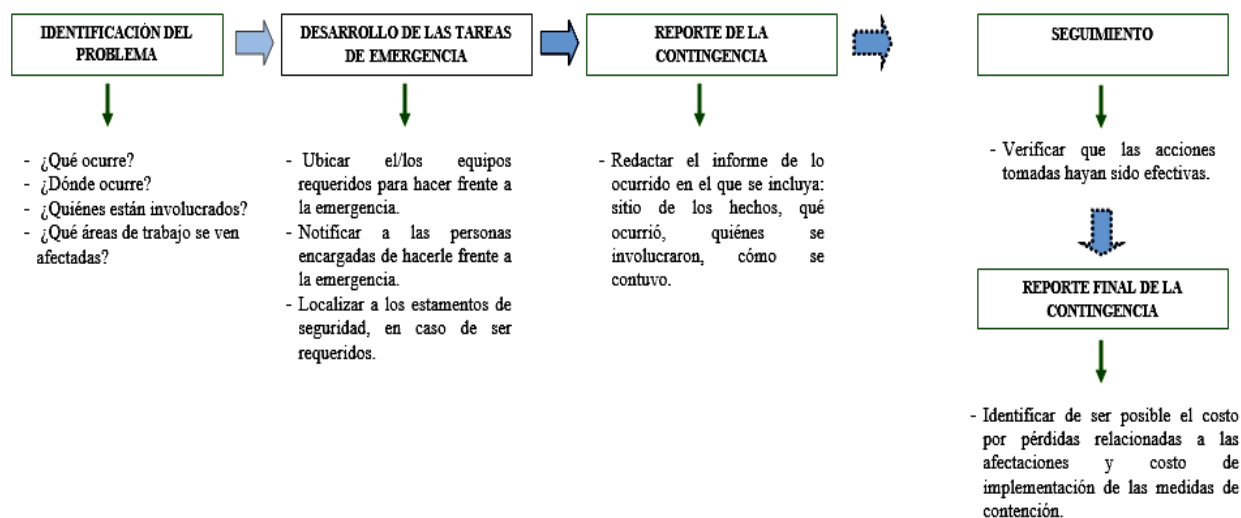 IDENTIFICACIÓN DEL
PROBLEMA
- ¿Qué ocurre?
- ¿Dónde ocurre?
- ¿Quiénes están involucrados?
- ¿Qué áreas de trabajo se ven
afectadas?
DESARROLLO DE LAS TAREAS
DE EMERGENCIA
- Ubicar el/los equipos
requeridos para hacer frente a
la emergencia.
- Notificar a las personas
encargadas de hacerle frente a
la emergencia.
- Localizar a los estamentos de
seguridad, en caso de ser
requeridos.
REPORTE DE LA
CONTINGENCIA
- Redactar el informe de lo
ocurrido en el que se incluya:
sitio de los hechos, qué
ocurrió, quiénes se
involucraron, cómo se
contuvo.
SEGUIMIENTO
- Verificar que las acciones
tomadas hayan sido efectivas.
REPORTE FINAL DE LA
CONTINGENCIA
- Identificar de ser posible el costo
por pérdidas relacionadas a las
afectaciones y costo de
implementación de las medidas de
contención.